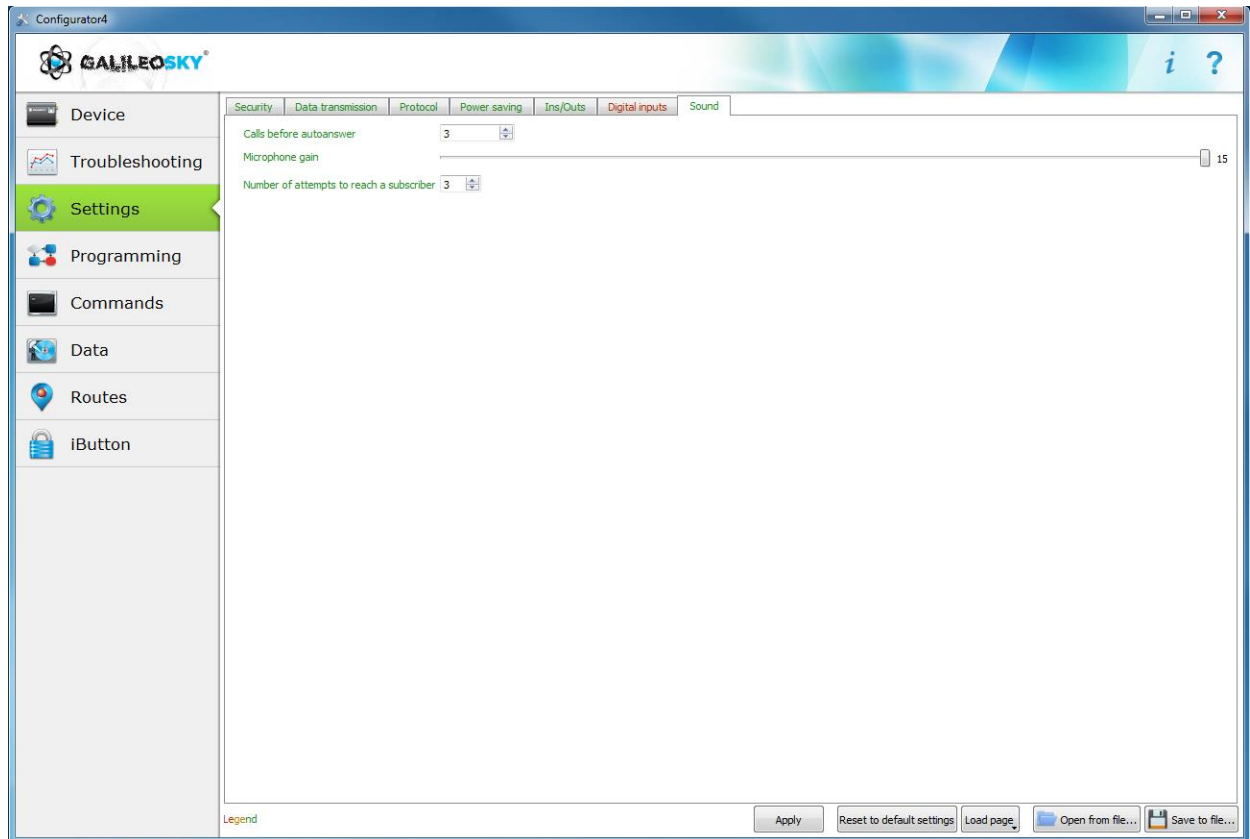 Configurator4
GALILEOSKY®
i ?
Device
Troubleshooting
Settings
Programming
Commands
Data
Routes
iButton
Security Data transmission Protocol Power saving Ins/Outs Digital inputs Sound
Calls before autoanswer 3
Microphone gain 15
Number of attempts to reach a subscriber 3
Legend Apply Reset to default settings Load page Open from file... Save to file...